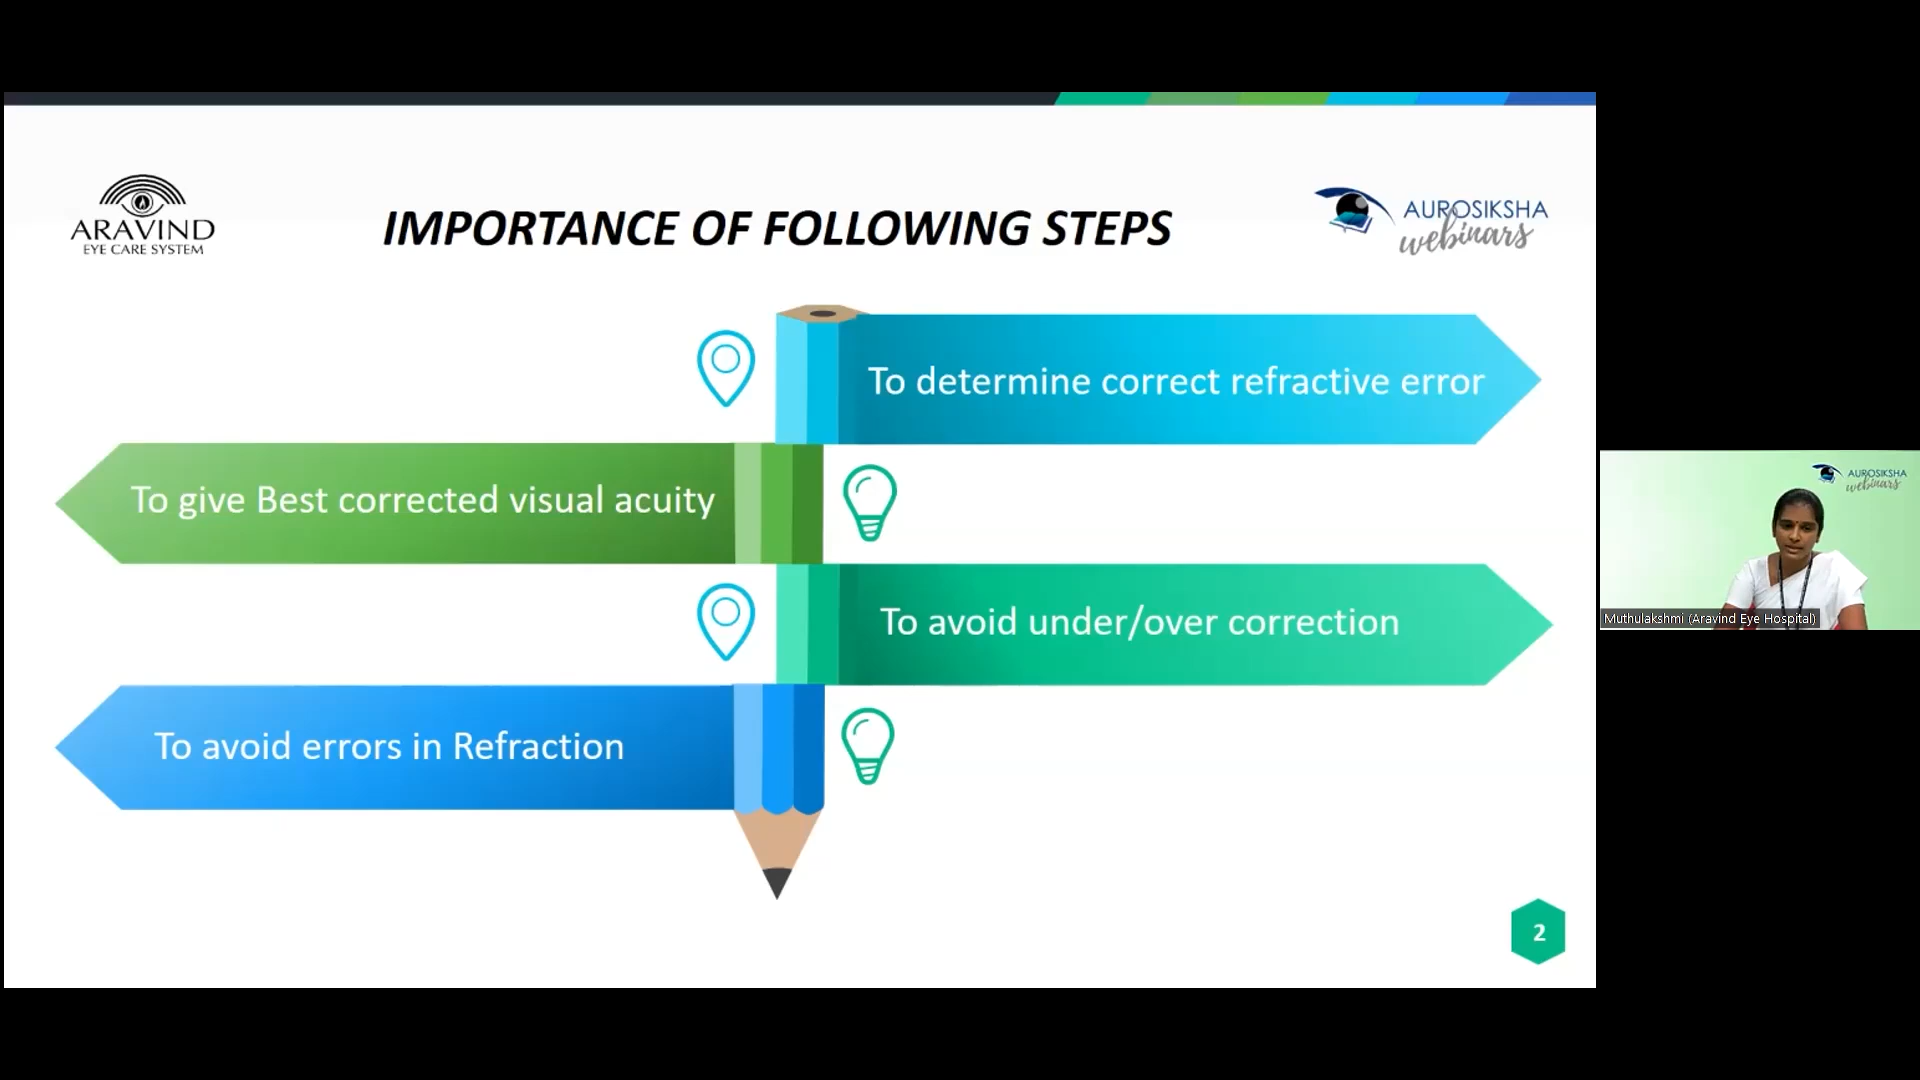 ARAVIND
EYE CARE SYSTEM
IMPORTANCE OF FOLLOWING STEPS
AUROSIKSHA
webinars
To determine correct refractive error
To give Best corrected visual acuity
To avoid under/over correction
To avoid errors in Refraction
2
AUROSIKSHA
webinars
Muthulakshmi (Aravind Eye Hospital)